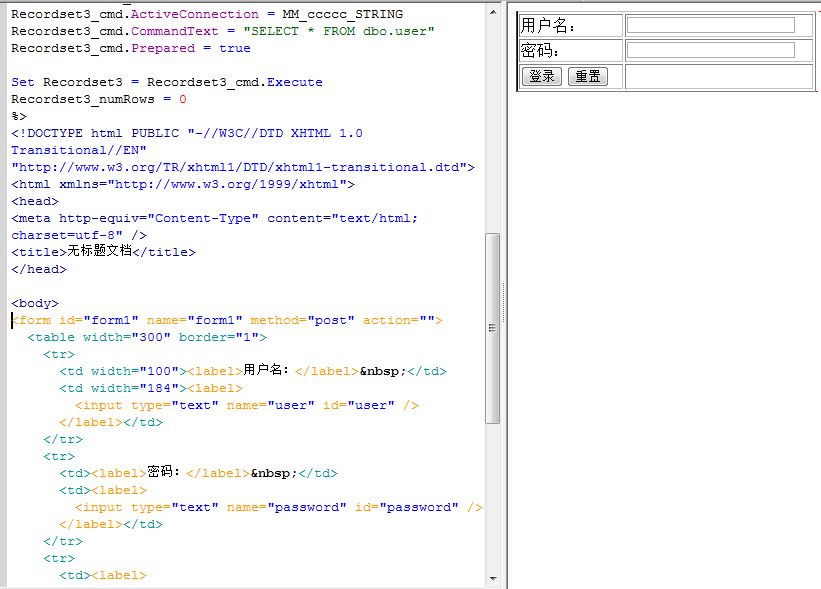 Recordset3_cmd.ActiveConnection = MM_ccccc_STRING
Recordset3_cmd.CommandText = "SELECT * FROM dbo.user"
Recordset3_cmd.Prepared = true
Set Recordset3 = Recordset3_cmd.Execute
Recordset3_numRows = 0
%>
<!DOCTYPE html PUBLIC "-//W3C//DTD XHTML 1.0
Transitional//EN"
"http://www.w3.org/TR/xhtml1/DTD/xhtml1-transitional.dtd">
<html xmlns="http://www.w3.org/1999/xhtml">
<head>
<meta http-equiv="Content-Type" content="text/html;
charset=utf-8" />
<title>无标题文档</title>
</head>
<body>
<form id="form1" name="form1" method="post" action="">
<table width="300" border="1">
<tr>
<td width="100"><label>用户名：</label>&nbsp;</td>
<td width="184"><label>
<input type="text" name="user" id="user" />
</label></td>
</tr>
<tr>
<td><label>密码：</label>&nbsp;</td>
<td><label>
<input type="text" name="password" id="password" />
</label></td>
</tr>
<tr>
<td><label>
用户名：
密码：
登录 重置